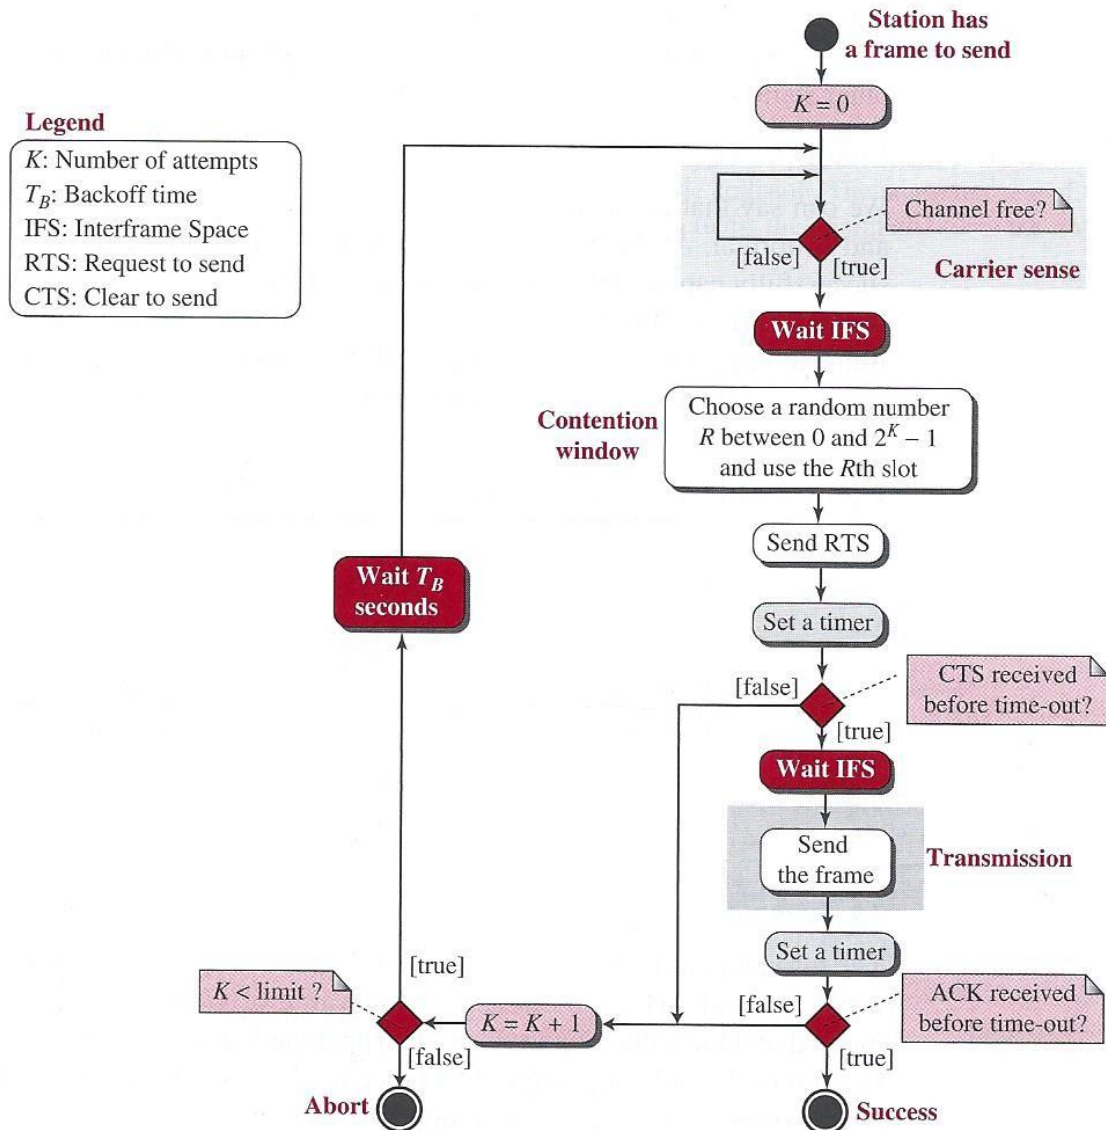 Station has
a frame to send
K = 0
Legend
K: Number of attempts
T_B: Backoff time
IFS: Interframe Space
RTS: Request to send
CTS: Clear to send
Channel free?
[false]
[true]
Carrier sense
Wait IFS
Contention
window
Choose a random number
R between 0 and 2^K – 1
and use the Rth slot
Send RTS
Wait T_B
seconds
Set a timer
CTS received
before time-out?
[false]
[true]
Wait IFS
Send
the frame
Transmission
Set a timer
[true]
K < limit ?
K = K + 1
[false]
ACK received
before time-out?
[false]
[true]
Abort
Success